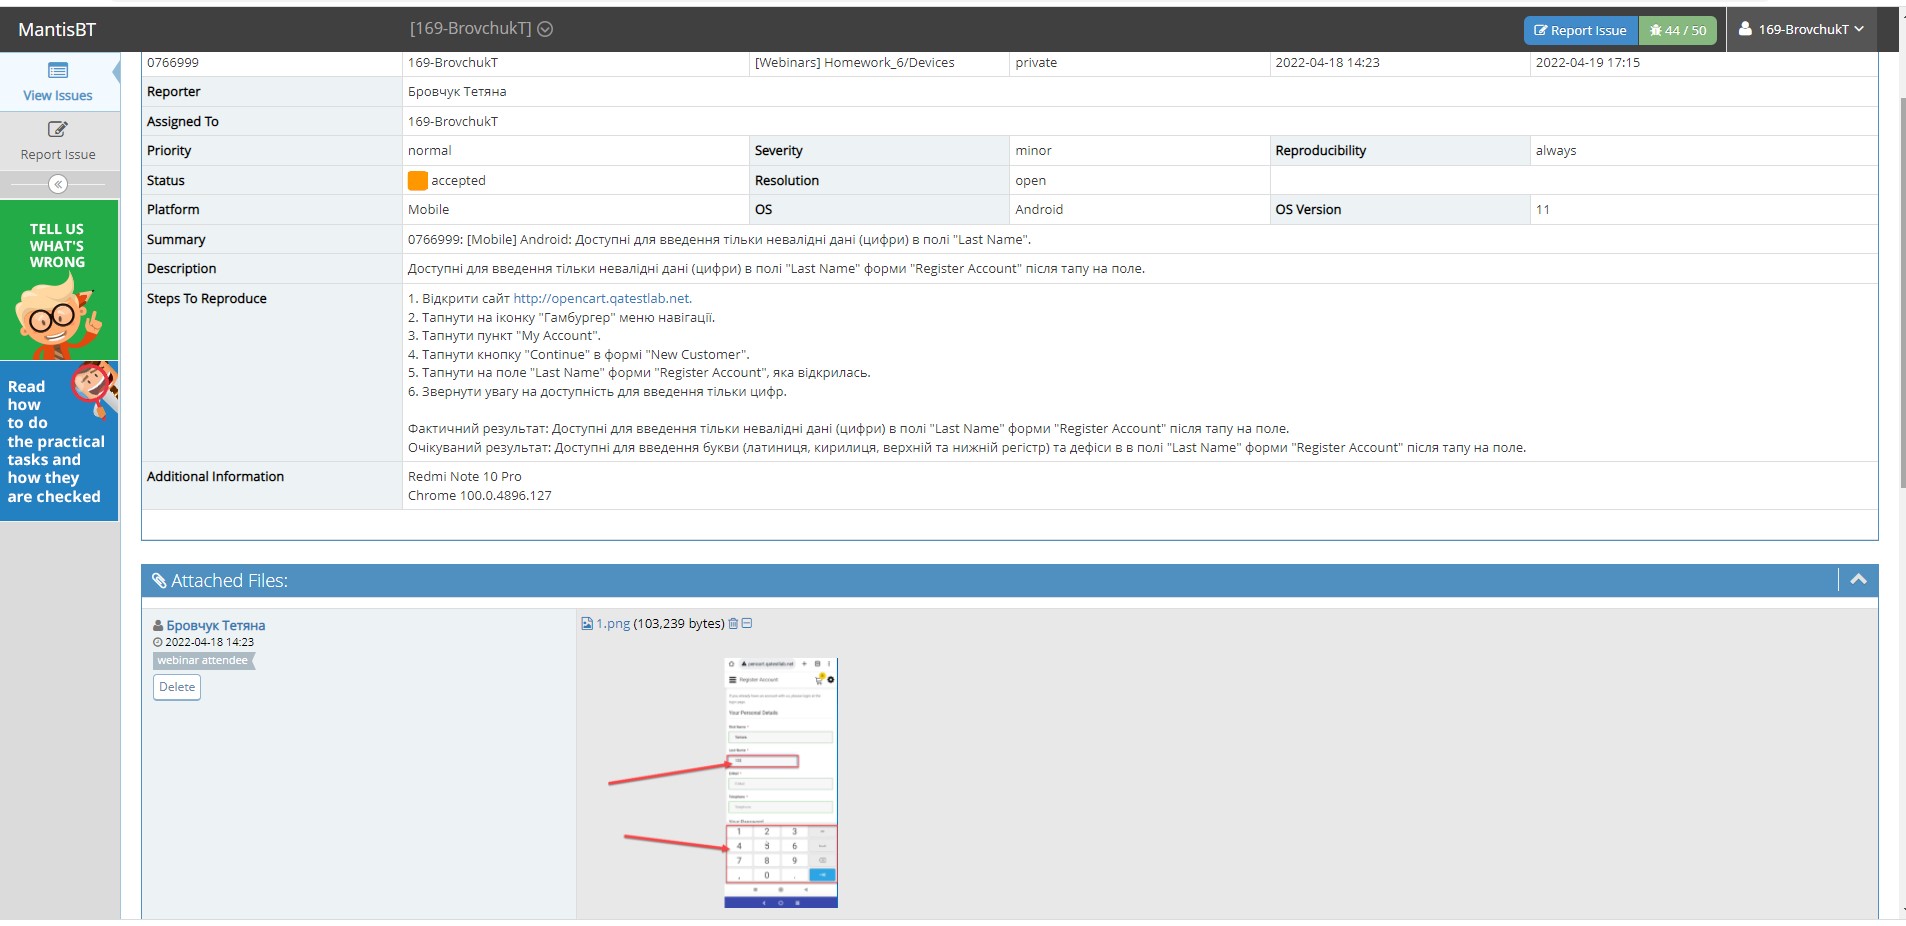 MantisBT
[169-BrovchukT]
Report Issue
44 / 50
169-BrovchukT
View Issues
Report Issue
TELL US
WHAT'S
WRONG
Read
how
to do
the practical
tasks and
how they
are checked
0766999 169-BrovchukT [Webinars] Homework_6/Devices private 2022-04-18 14:23 2022-04-19 17:15
Reporter Бровчук Тетяна
Assigned To 169-BrovchukT
Priority normal Severity minor Reproducibility always
Status accepted Resolution open
Platform Mobile OS Android OS Version 11
Summary 0766999: [Mobile] Android: Доступні для введення тільки невалідні дані (цифри) в полі "Last Name".
Description Доступні для введення тільки невалідні дані (цифри) в полі "Last Name" форми "Register Account" після тапу на поле.
Steps To Reproduce 1. Відкрити сайт http://opencart.qatestlab.net.
2. Тапнути на іконку "Гамбургер" меню навігації.
3. Тапнути пункт "My Account".
4. Тапнути кнопку "Continue" в формі "New Customer".
5. Тапнути на поле "Last Name" форми "Register Account", яка відкрилась.
6. Звернути увагу на доступність для введення тільки цифр.
Фактичний результат: Доступні для введення тільки невалідні дані (цифри) в полі "Last Name" форми "Register Account" після тапу на поле.
Очікуваний результат: Доступні для введення букви (латиниця, кирилиця, верхній та нижній регістр) та дефіси в в полі "Last Name" форми "Register Account" після тапу на поле.
Additional Information Redmi Note 10 Pro
Chrome 100.0.4896.127
Attached Files:
Бровчук Тетяна
2022-04-18 14:23
webinar attendee
Delete
1.png (103,239 bytes)
Register Account
Your Personal Details
First Name *
Last Name *
E-Mail *
Telephone *
Your Password
1 2 3
4 5 6
7 8 9
, 0 .